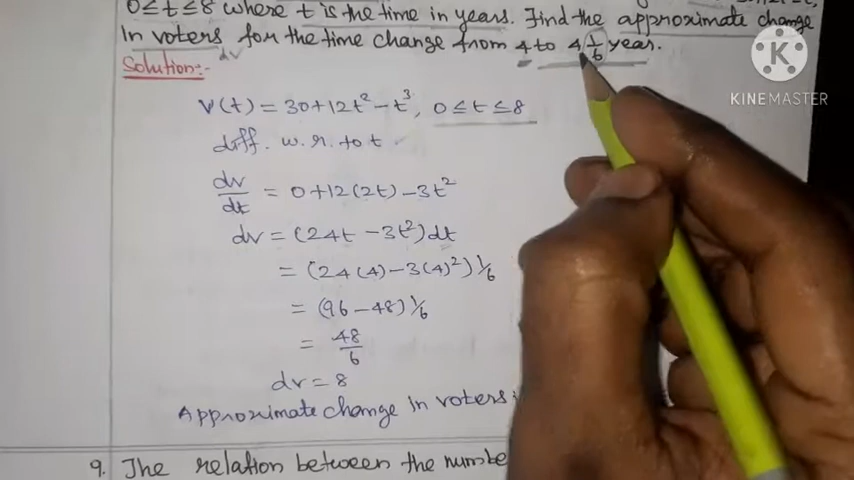 0≤t≤8 where t is the time in years. Find the approximate change
in voters for the time change from 4 to 4 1/6 year.
dv
Solution:-
V(t) = 30+12t² - t³, 0≤t≤8
diff. w.r. to t
dv/dt = 0+12(2t)-3t²
dv = (24t -3t²)dt
= (24(4)-3(4)²) 1/6
= (96-48) 1/6
= 48/6
dv = 8
Approximate change in voters
9. The relation between the
K
KINEMASTER